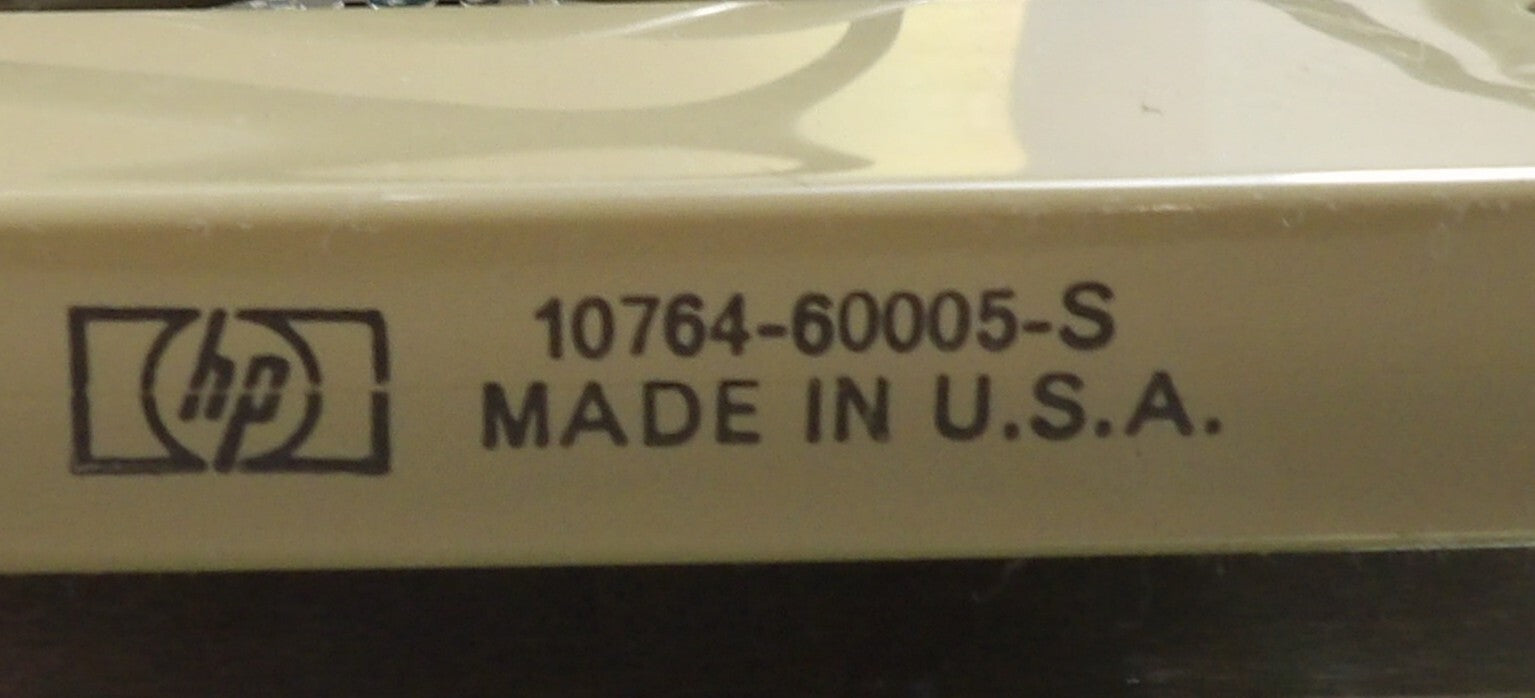 hp
10764-60005-S
MADE IN U.S.A.